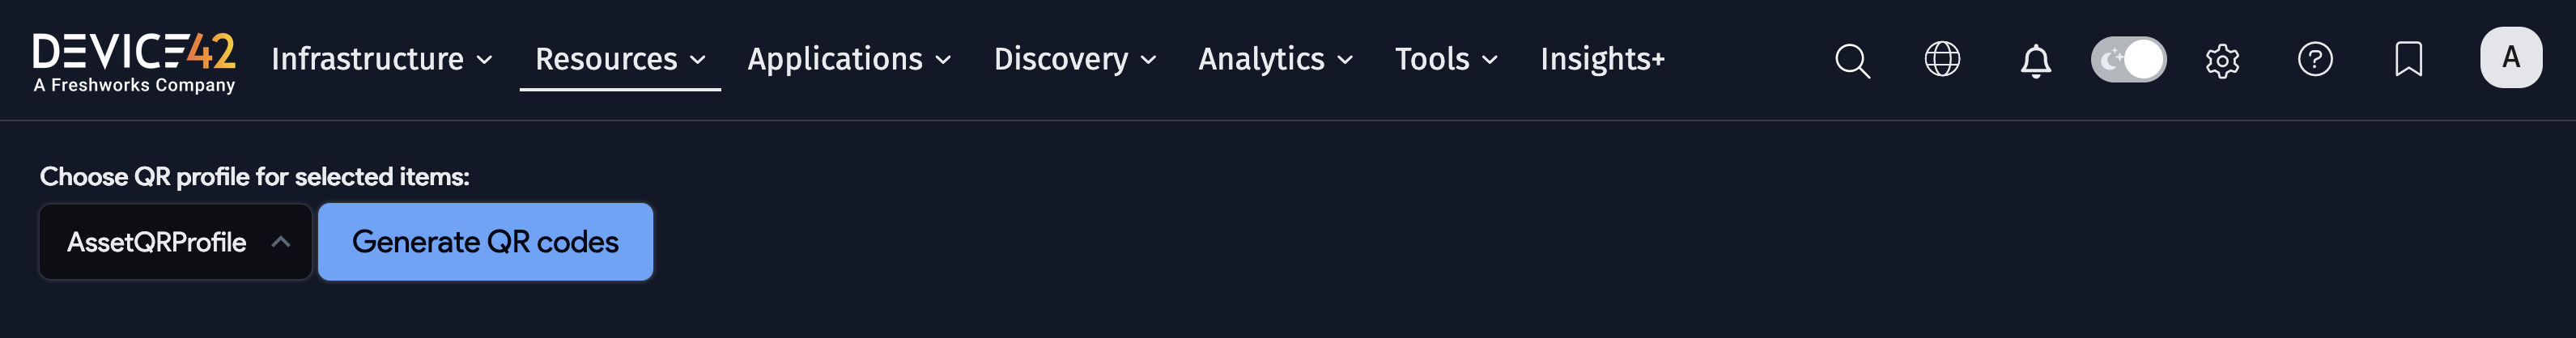 DEVICE42
A Freshworks Company
Infrastructure Resources Applications Discovery Analytics Tools Insights+ ? A
Choose QR profile for selected items:
AssetQRProfile Generate QR codes